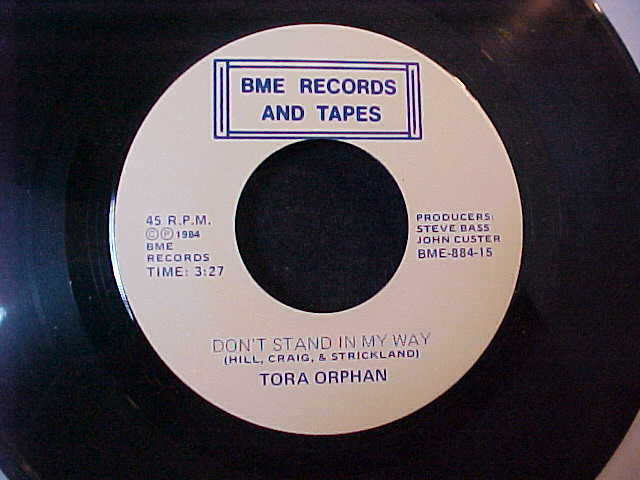 BME RECORDS
AND TAPES
45 R.P.M.
©℗ 1984
BME
RECORDS
TIME: 3:27
PRODUCERS:
STEVE BASS
JOHN CUSTER
BME-884-15
DON'T STAND IN MY WAY
(HILL, CRAIG, & STRICKLAND)
TORA ORPHAN